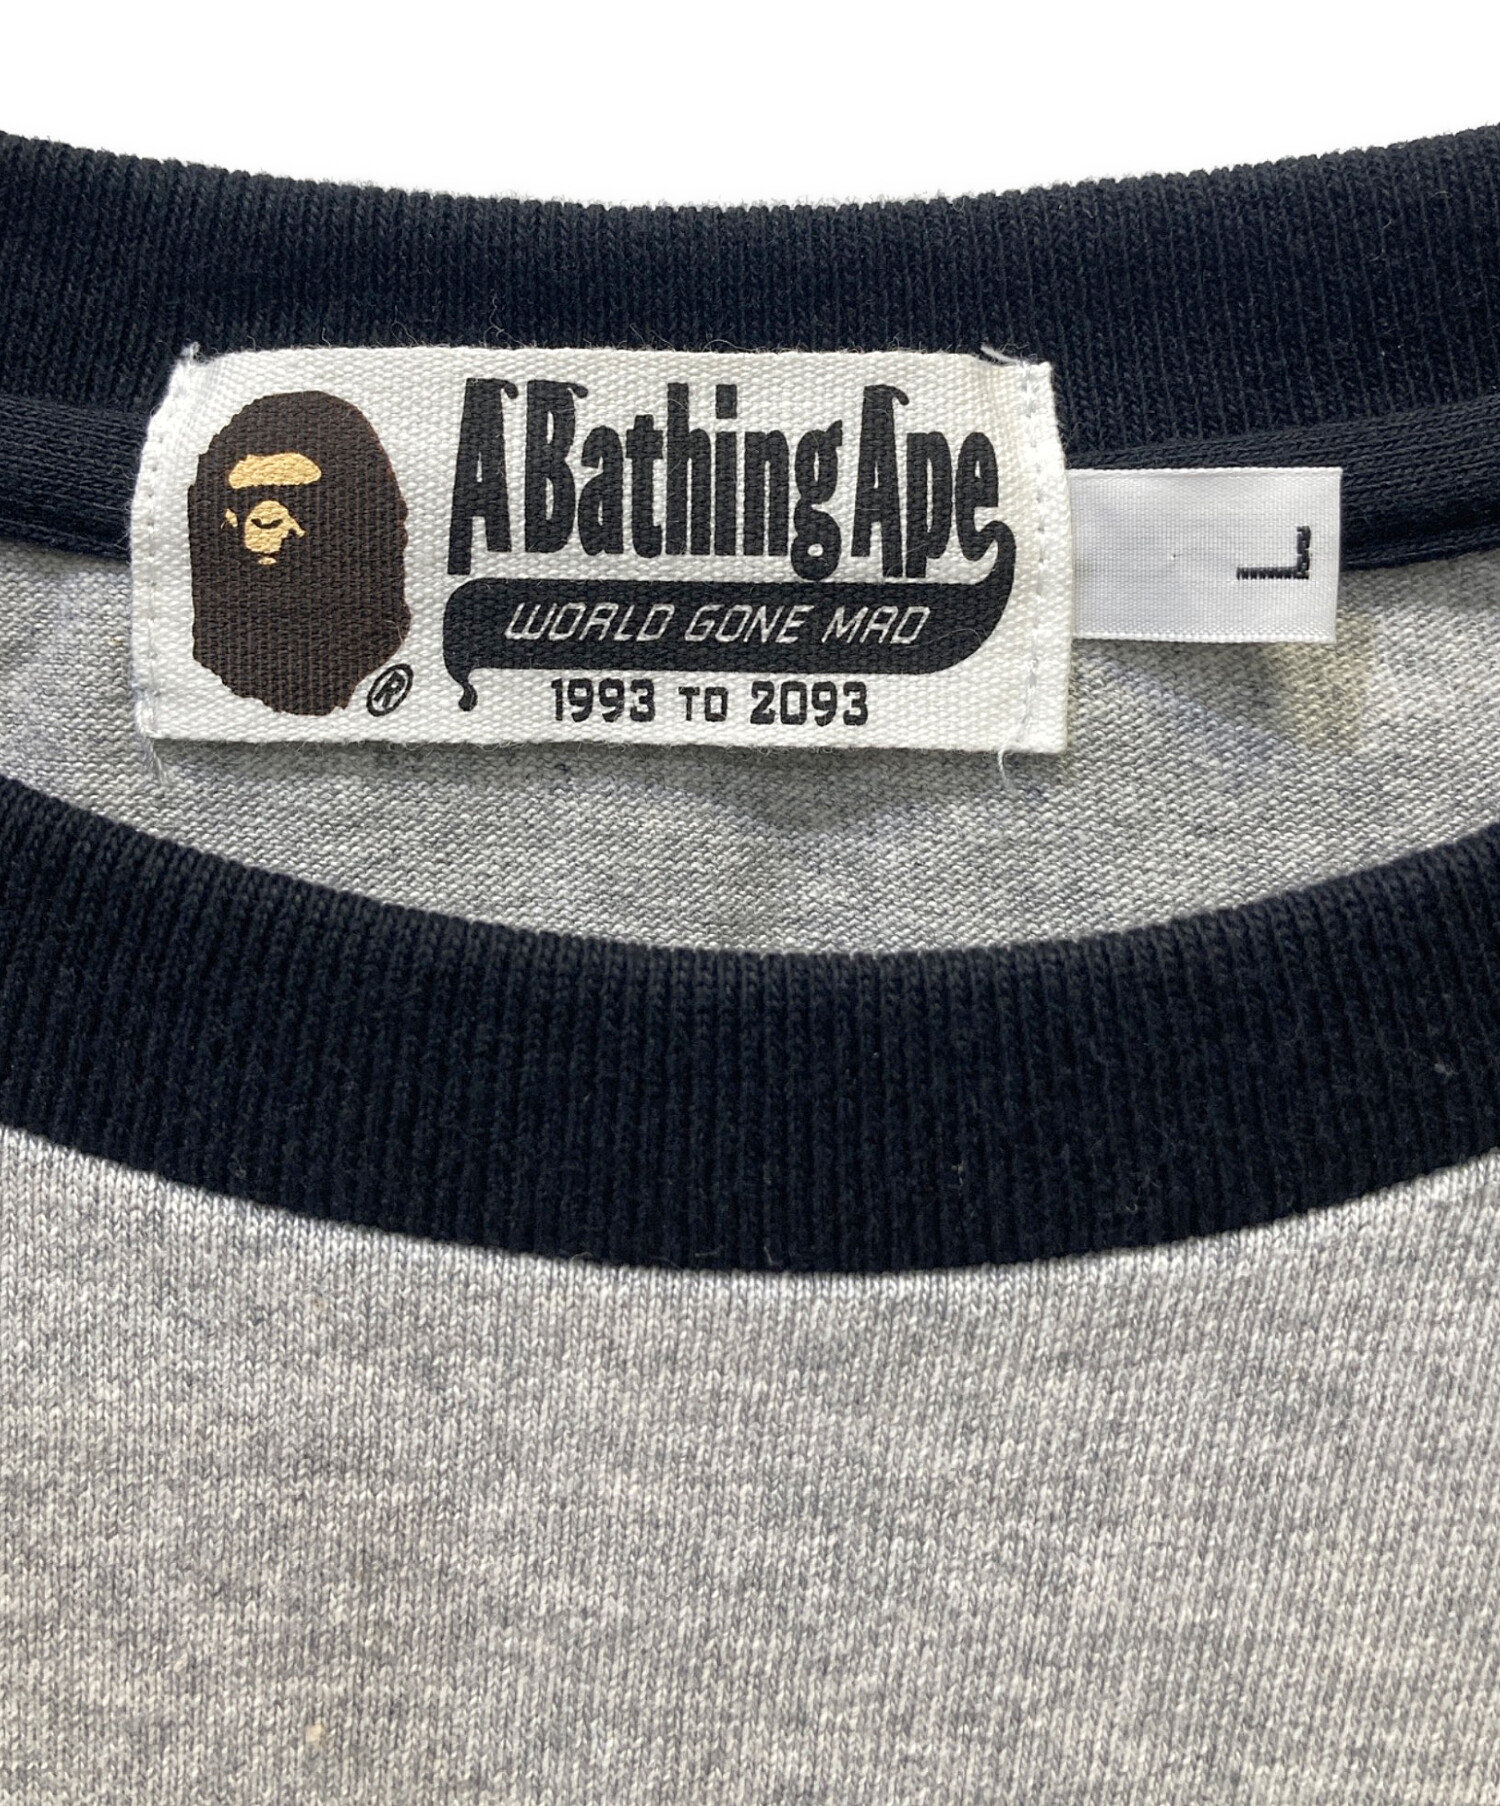 A Bathing Ape
WORLD GONE MAD
1993 TO 2093
®
L